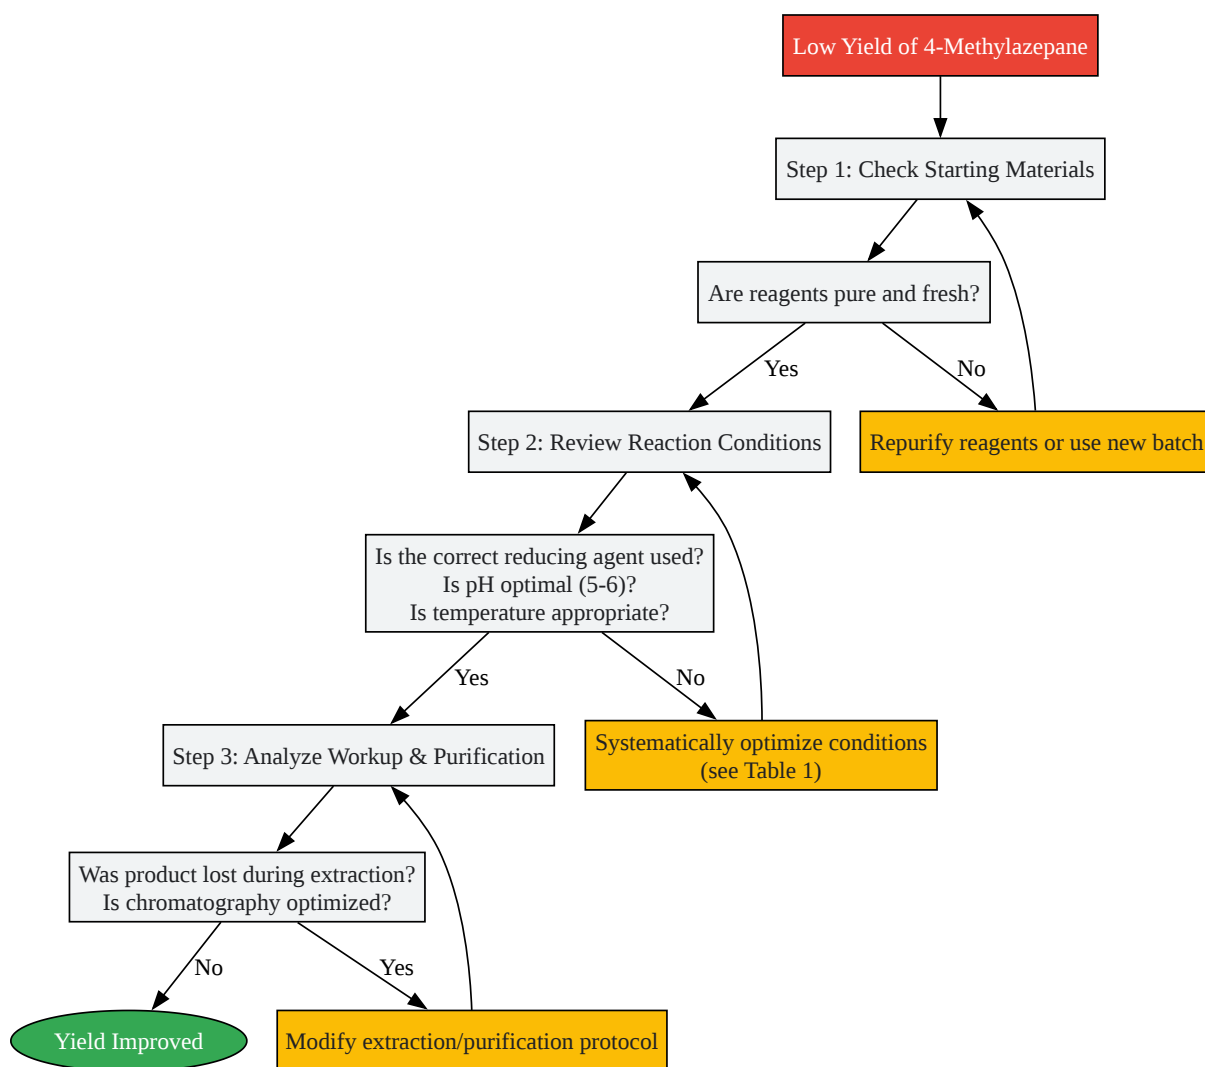 Low Yield of 4-Methylazepane
Step 1: Check Starting Materials
Are reagents pure and fresh?
Yes
No
Step 2: Review Reaction Conditions
Repurify reagents or use new batch
Is the correct reducing agent used?
Is pH optimal (5-6)?
Is temperature appropriate?
Yes
No
Step 3: Analyze Workup & Purification
Systematically optimize conditions
(see Table 1)
Was product lost during extraction?
Is chromatography optimized?
No
Yes
Yield Improved
Modify extraction/purification protocol